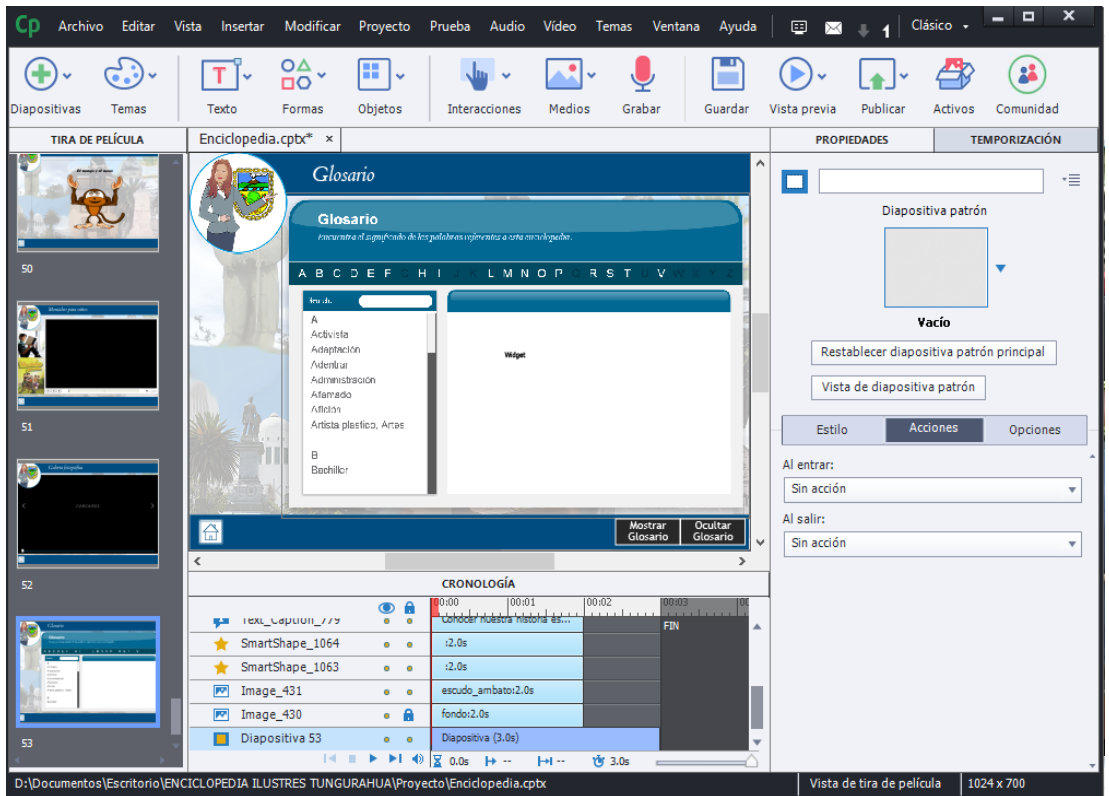 Cp Archivo Editar Vista Insertar Modificar Proyecto Prueba Audio Vídeo Temas Ventana Ayuda 1 Clásico
Diapositivas Temas Texto Formas Objetos Interacciones Medios Grabar Guardar Vista previa Publicar Activos Comunidad
TIRA DE PELÍCULA
Enciclopedia.cptx* ×
PROPIEDADES TEMPORIZACIÓN
50
51
52
53
Glosario
Glosario
Encuentra el significado de las palabras referentes a esta enciclopedia.
A B C D E F G H I J K L M N O P Q R S T U V W X Y Z
Search:
A
Activista
Adaptación
Adentrar
Administración
Afamado
Afición
Artista plastico, Artes
B
Bachiller
Widget
Mostrar Glosario
Ocultar Glosario
Diapositiva patrón
Vacío
Restablecer diapositiva patrón principal
Vista de diapositiva patrón
Estilo Acciones Opciones
Al entrar:
Sin acción
Al salir:
Sin acción
CRONOLOGÍA
00:00 00:01 00:02 00:03
Text_Caption_779 Conocer nuestra historia es... FIN
SmartShape_1064 :2.0s
SmartShape_1063 :2.0s
Image_431 escudo_ambato:2.0s
Image_430 fondo:2.0s
Diapositiva 53 Diapositiva (3.0s)
0.0s -- -- 3.0s
D:\Documentos\Escritorio\ENCICLOPEDIA ILUSTRES TUNGURAHUA\Proyecto\Enciclopedia.cptx Vista de tira de película 1024 x 700